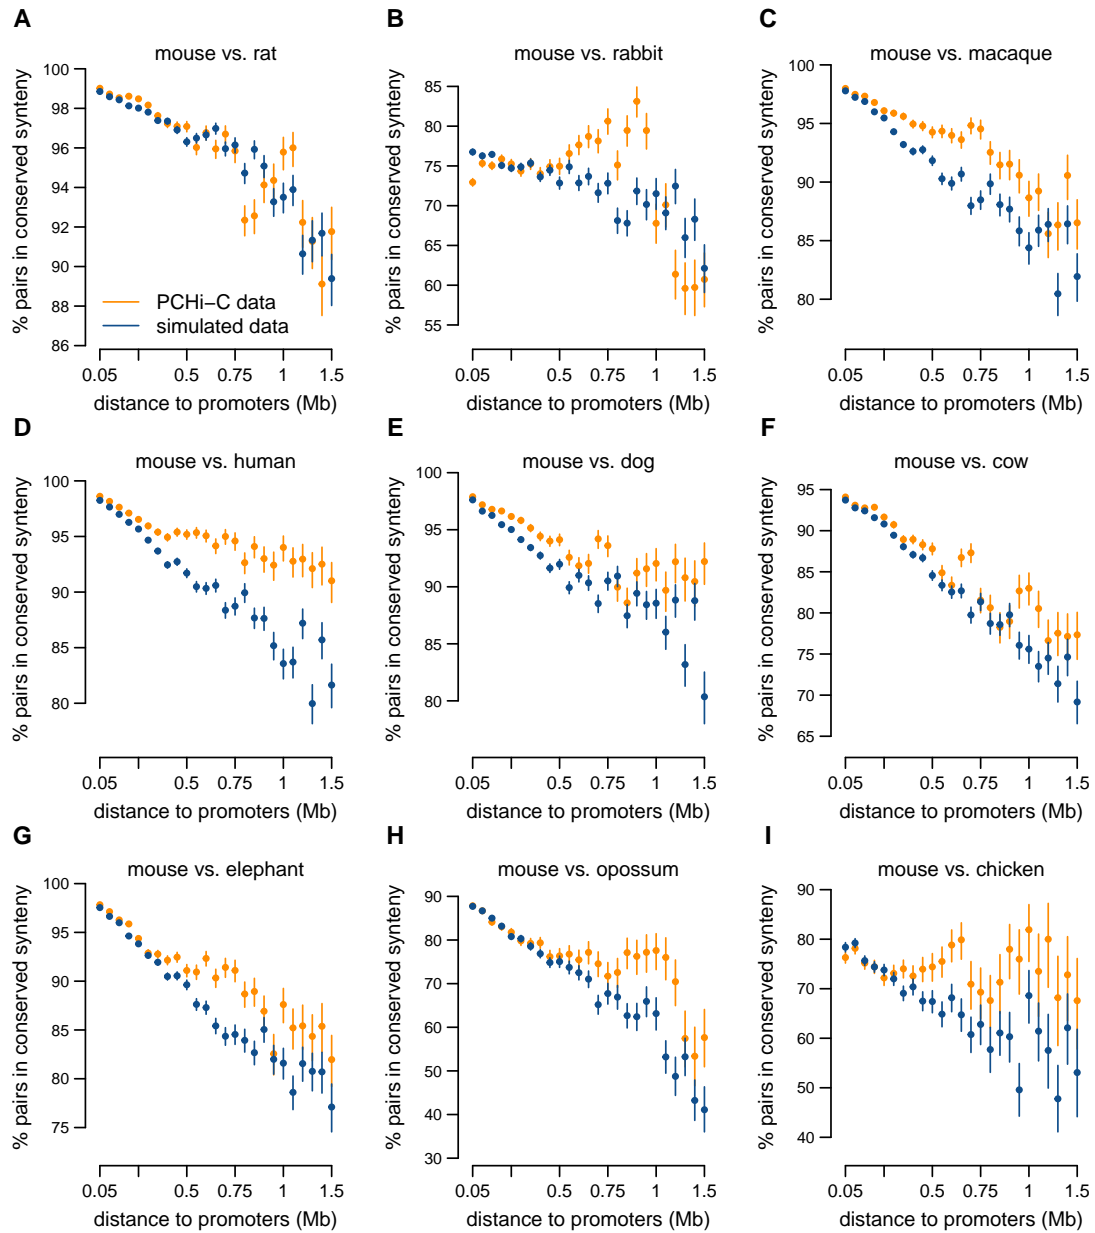 A
mouse vs. rat
% pairs in conserved synteny
100
98
96
94
92
90
88
86
PCHi−C data
simulated data
0.05
0.5
0.75
1
1.5
distance to promoters (Mb)
B
mouse vs. rabbit
% pairs in conserved synteny
85
80
75
70
65
60
55
0.05
0.5
0.75
1
1.5
distance to promoters (Mb)
C
mouse vs. macaque
% pairs in conserved synteny
100
95
90
85
80
0.05
0.5
0.75
1
1.5
distance to promoters (Mb)
D
mouse vs. human
% pairs in conserved synteny
100
95
90
85
80
0.05
0.5
0.75
1
1.5
distance to promoters (Mb)
E
mouse vs. dog
% pairs in conserved synteny
100
95
90
85
80
0.05
0.5
0.75
1
1.5
distance to promoters (Mb)
F
mouse vs. cow
% pairs in conserved synteny
95
90
85
80
75
70
65
0.05
0.5
0.75
1
1.5
distance to promoters (Mb)
G
mouse vs. elephant
% pairs in conserved synteny
100
95
90
85
80
75
0.05
0.5
0.75
1
1.5
distance to promoters (Mb)
H
mouse vs. opossum
% pairs in conserved synteny
90
80
70
60
50
40
30
0.05
0.5
0.75
1
1.5
distance to promoters (Mb)
I
mouse vs. chicken
% pairs in conserved synteny
90
80
70
60
50
40
0.05
0.5
0.75
1
1.5
distance to promoters (Mb)